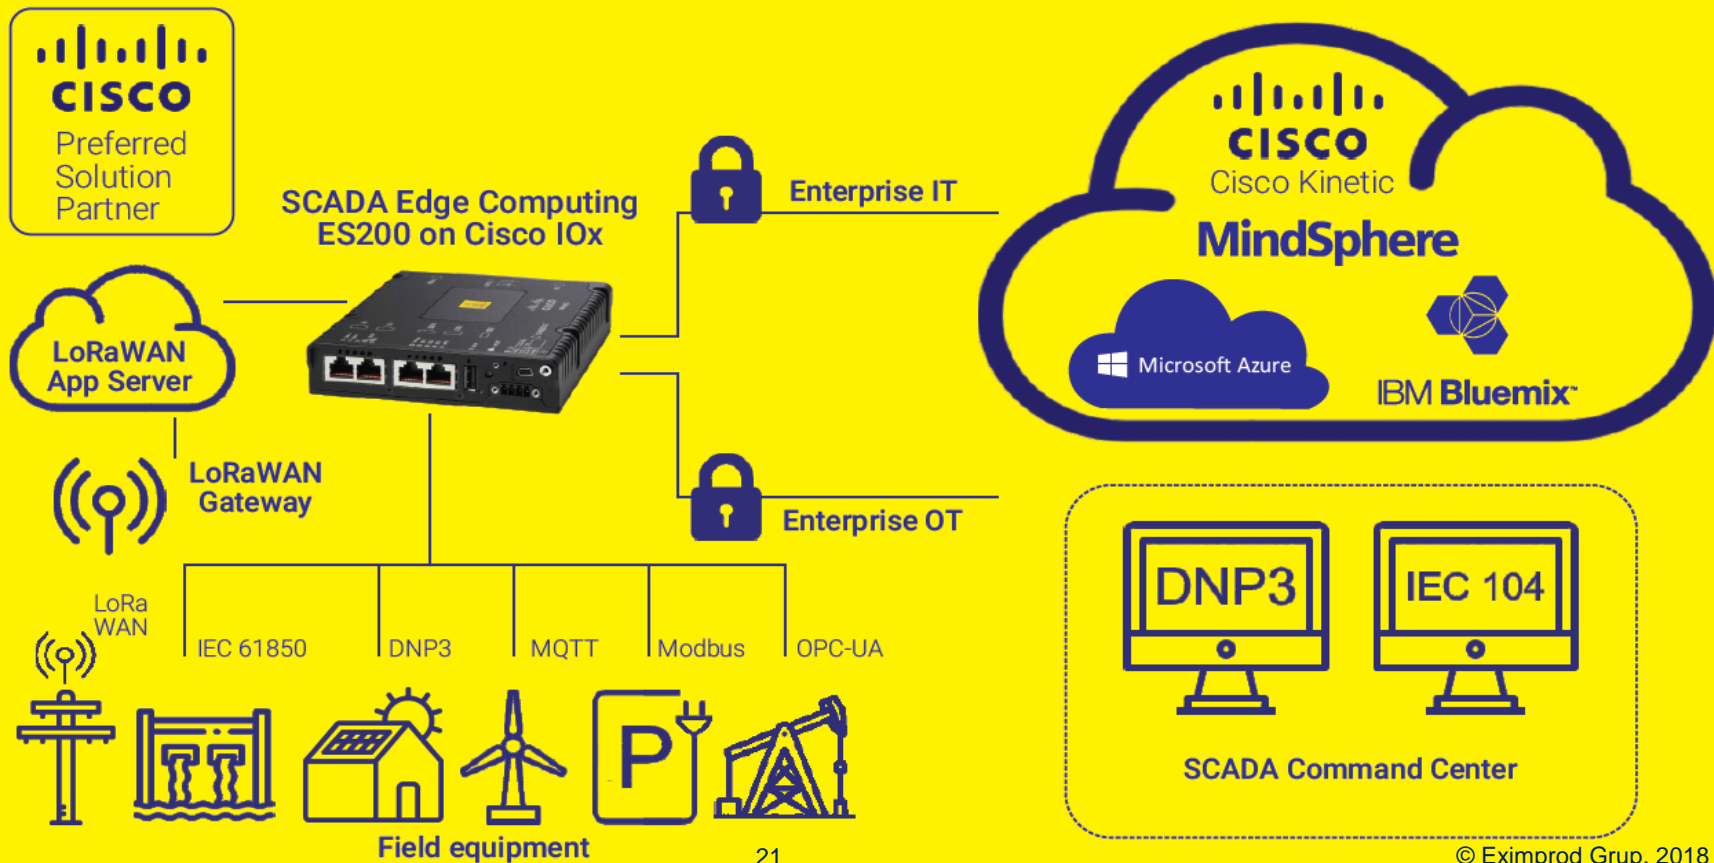 CISCO
Preferred
Solution
Partner
SCADA Edge Computing
ES200 on Cisco IOx
LoRaWAN
App Server
LoRaWAN
Gateway
LoRa
WAN
IEC 61850
DNP3
MQTT
Modbus
OPC-UA
P
Field equipment
Enterprise IT
Enterprise OT
CISCO
Cisco Kinetic
MindSphere
Microsoft Azure
IBM Bluemix™
DNP3
IEC 104
SCADA Command Center
21
© Eximprod Grup, 2018